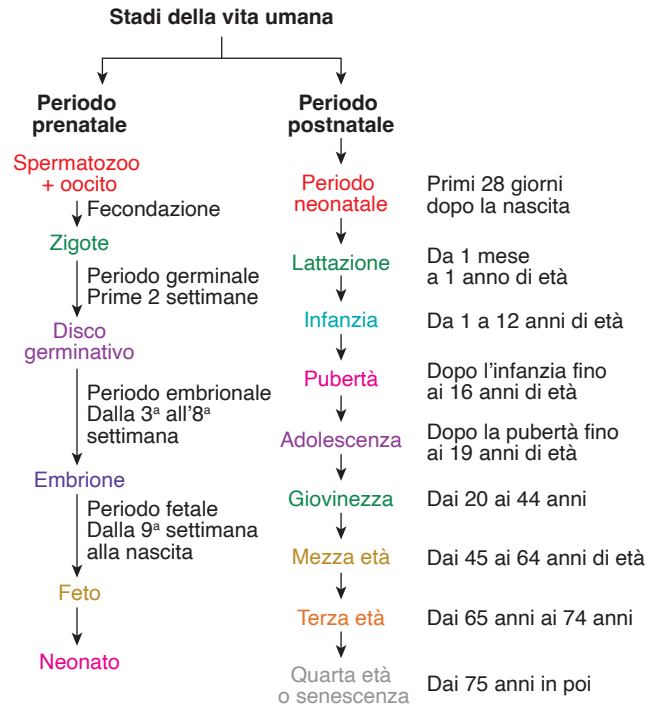 Stadi della vita umana
Periodo
prenatale
Spermatozoo
+ oocito
Fecondazione
Zigote
Periodo germinale
Prime 2 settimane
Disco
germinativo
Periodo embrionale
Dalla 3ª all'8ª
settimana
Embrione
Periodo fetale
Dalla 9ª settimana
alla nascita
Feto
Neonato
Periodo
postnatale
Periodo
neonatale
Primi 28 giorni
dopo la nascita
Lattazione
Da 1 mese
a 1 anno di età
Infanzia
Da 1 a 12 anni di età
Pubertà
Dopo l'infanzia fino
ai 16 anni di età
Adolescenza
Dopo la pubertà fino
ai 19 anni di età
Giovinezza
Dai 20 ai 44 anni
Mezza età
Dai 45 ai 64 anni di età
Terza età
Dai 65 anni ai 74 anni
Quarta età
o senescenza
Dai 75 anni in poi